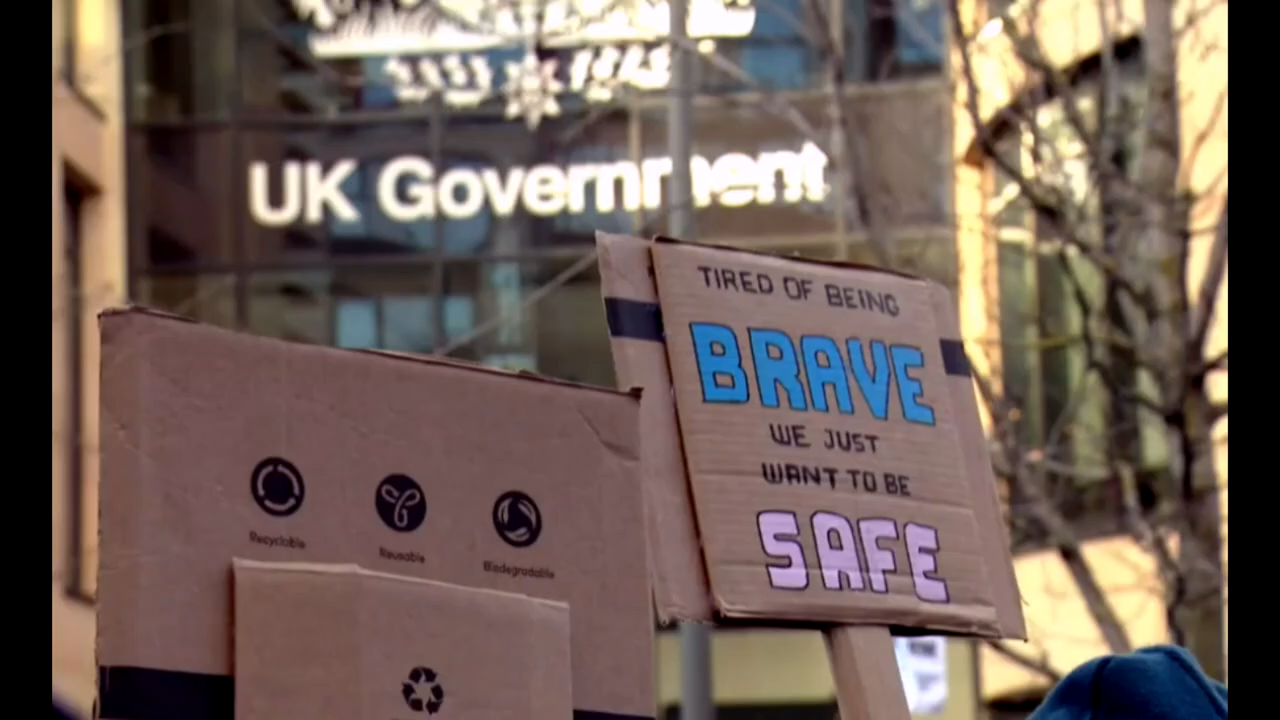 UK Government
TIRED OF BEING
BRAVE
WE JUST
WANT TO BE
SAFE
Recyclable
Reusable
Biodegradable